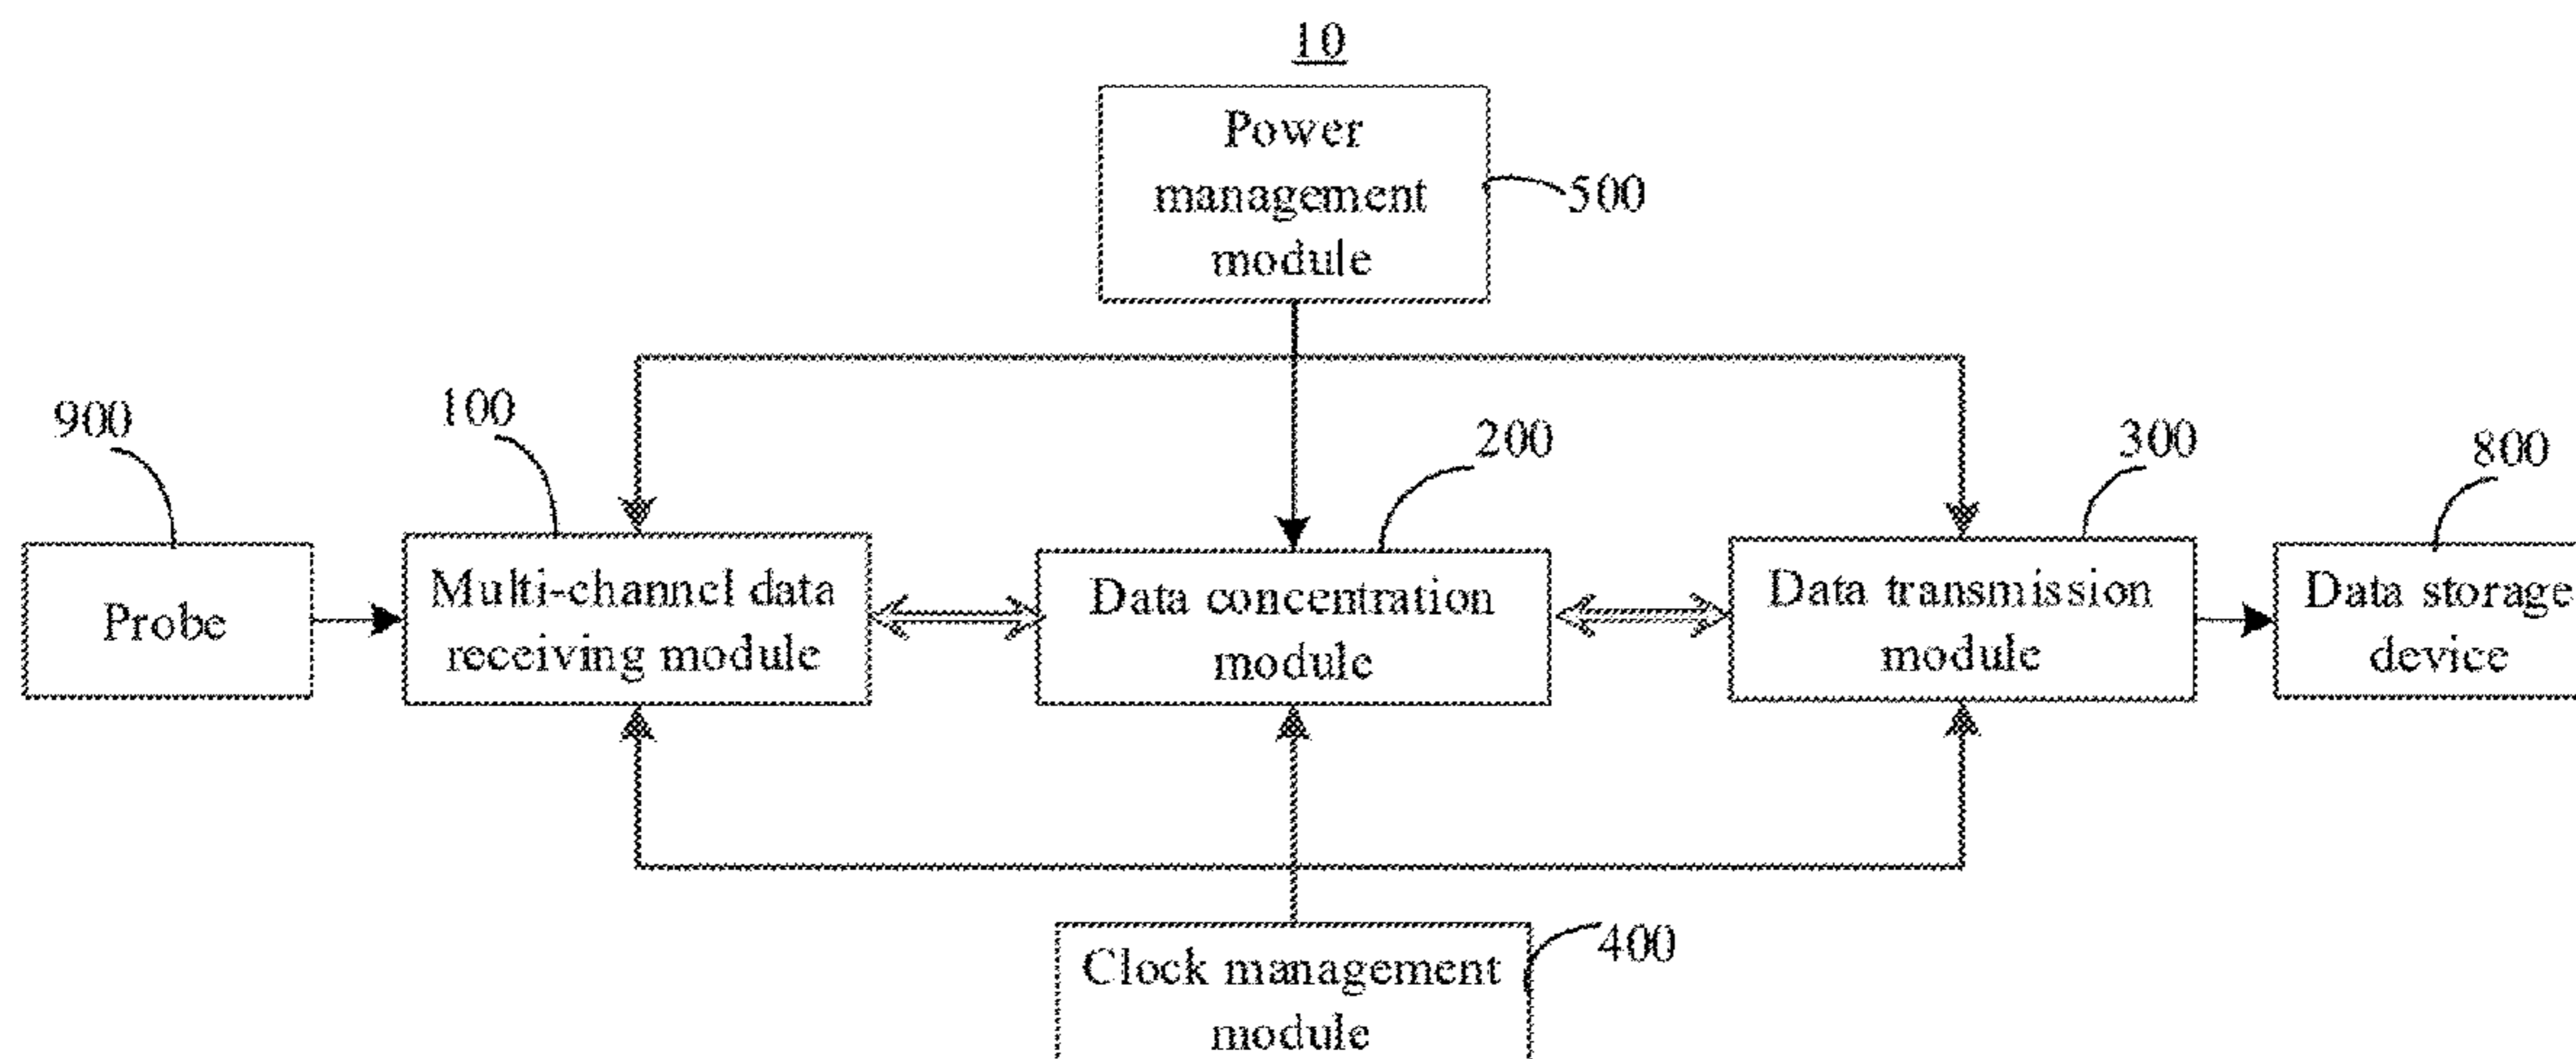 10
Power
management
module
500
900
100
200
300
800
Probe
Multi-channel data
receiving module
Data concentration
module
Data transmission
module
Data storage
device
400
Clock management
module